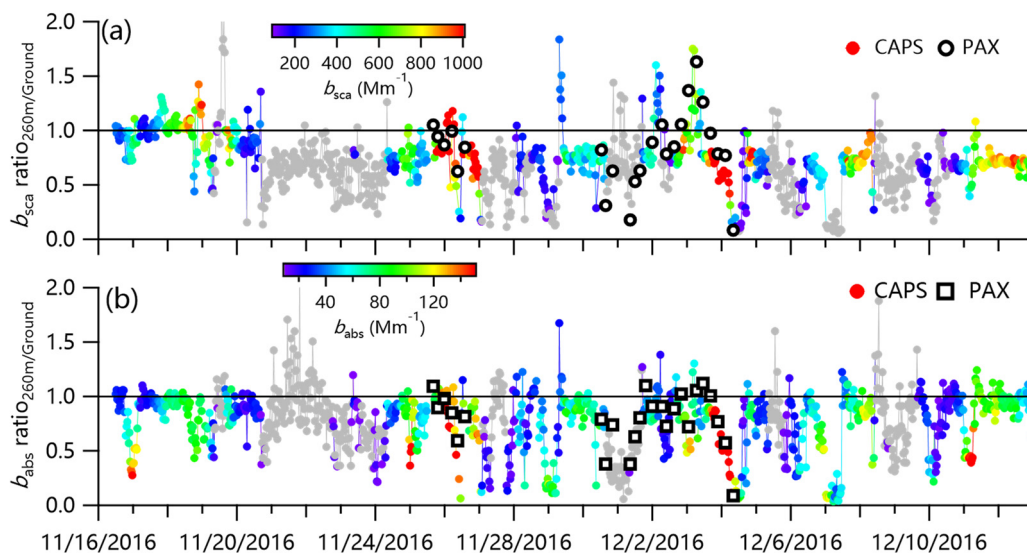 (a)
200 400 600 800 1000
bsca (Mm⁻¹)
CAPS PAX
bsca ratio260m/Ground
2.0
1.5
1.0
0.5
0.0
(b)
40 80 120
babs (Mm⁻¹)
CAPS PAX
babs ratio260m/Ground
2.0
1.5
1.0
0.5
0.0
11/16/2016 11/20/2016 11/24/2016 11/28/2016 12/2/2016 12/6/2016 12/10/2016